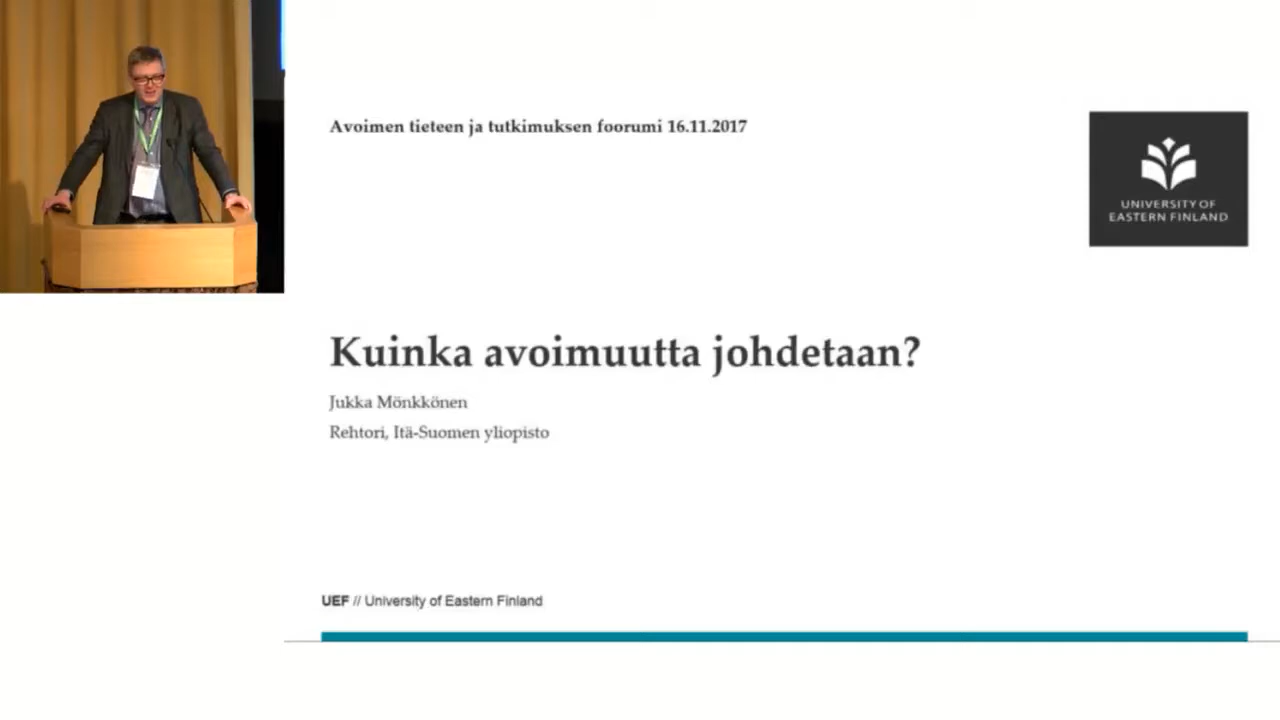 Avoimen tieteen ja tutkimuksen foorumi 16.11.2017
UNIVERSITY OF
EASTERN FINLAND
Kuinka avoimuutta johdetaan?
Jukka Mönkkönen
Rehtori, Itä-Suomen yliopisto
UEF // University of Eastern Finland